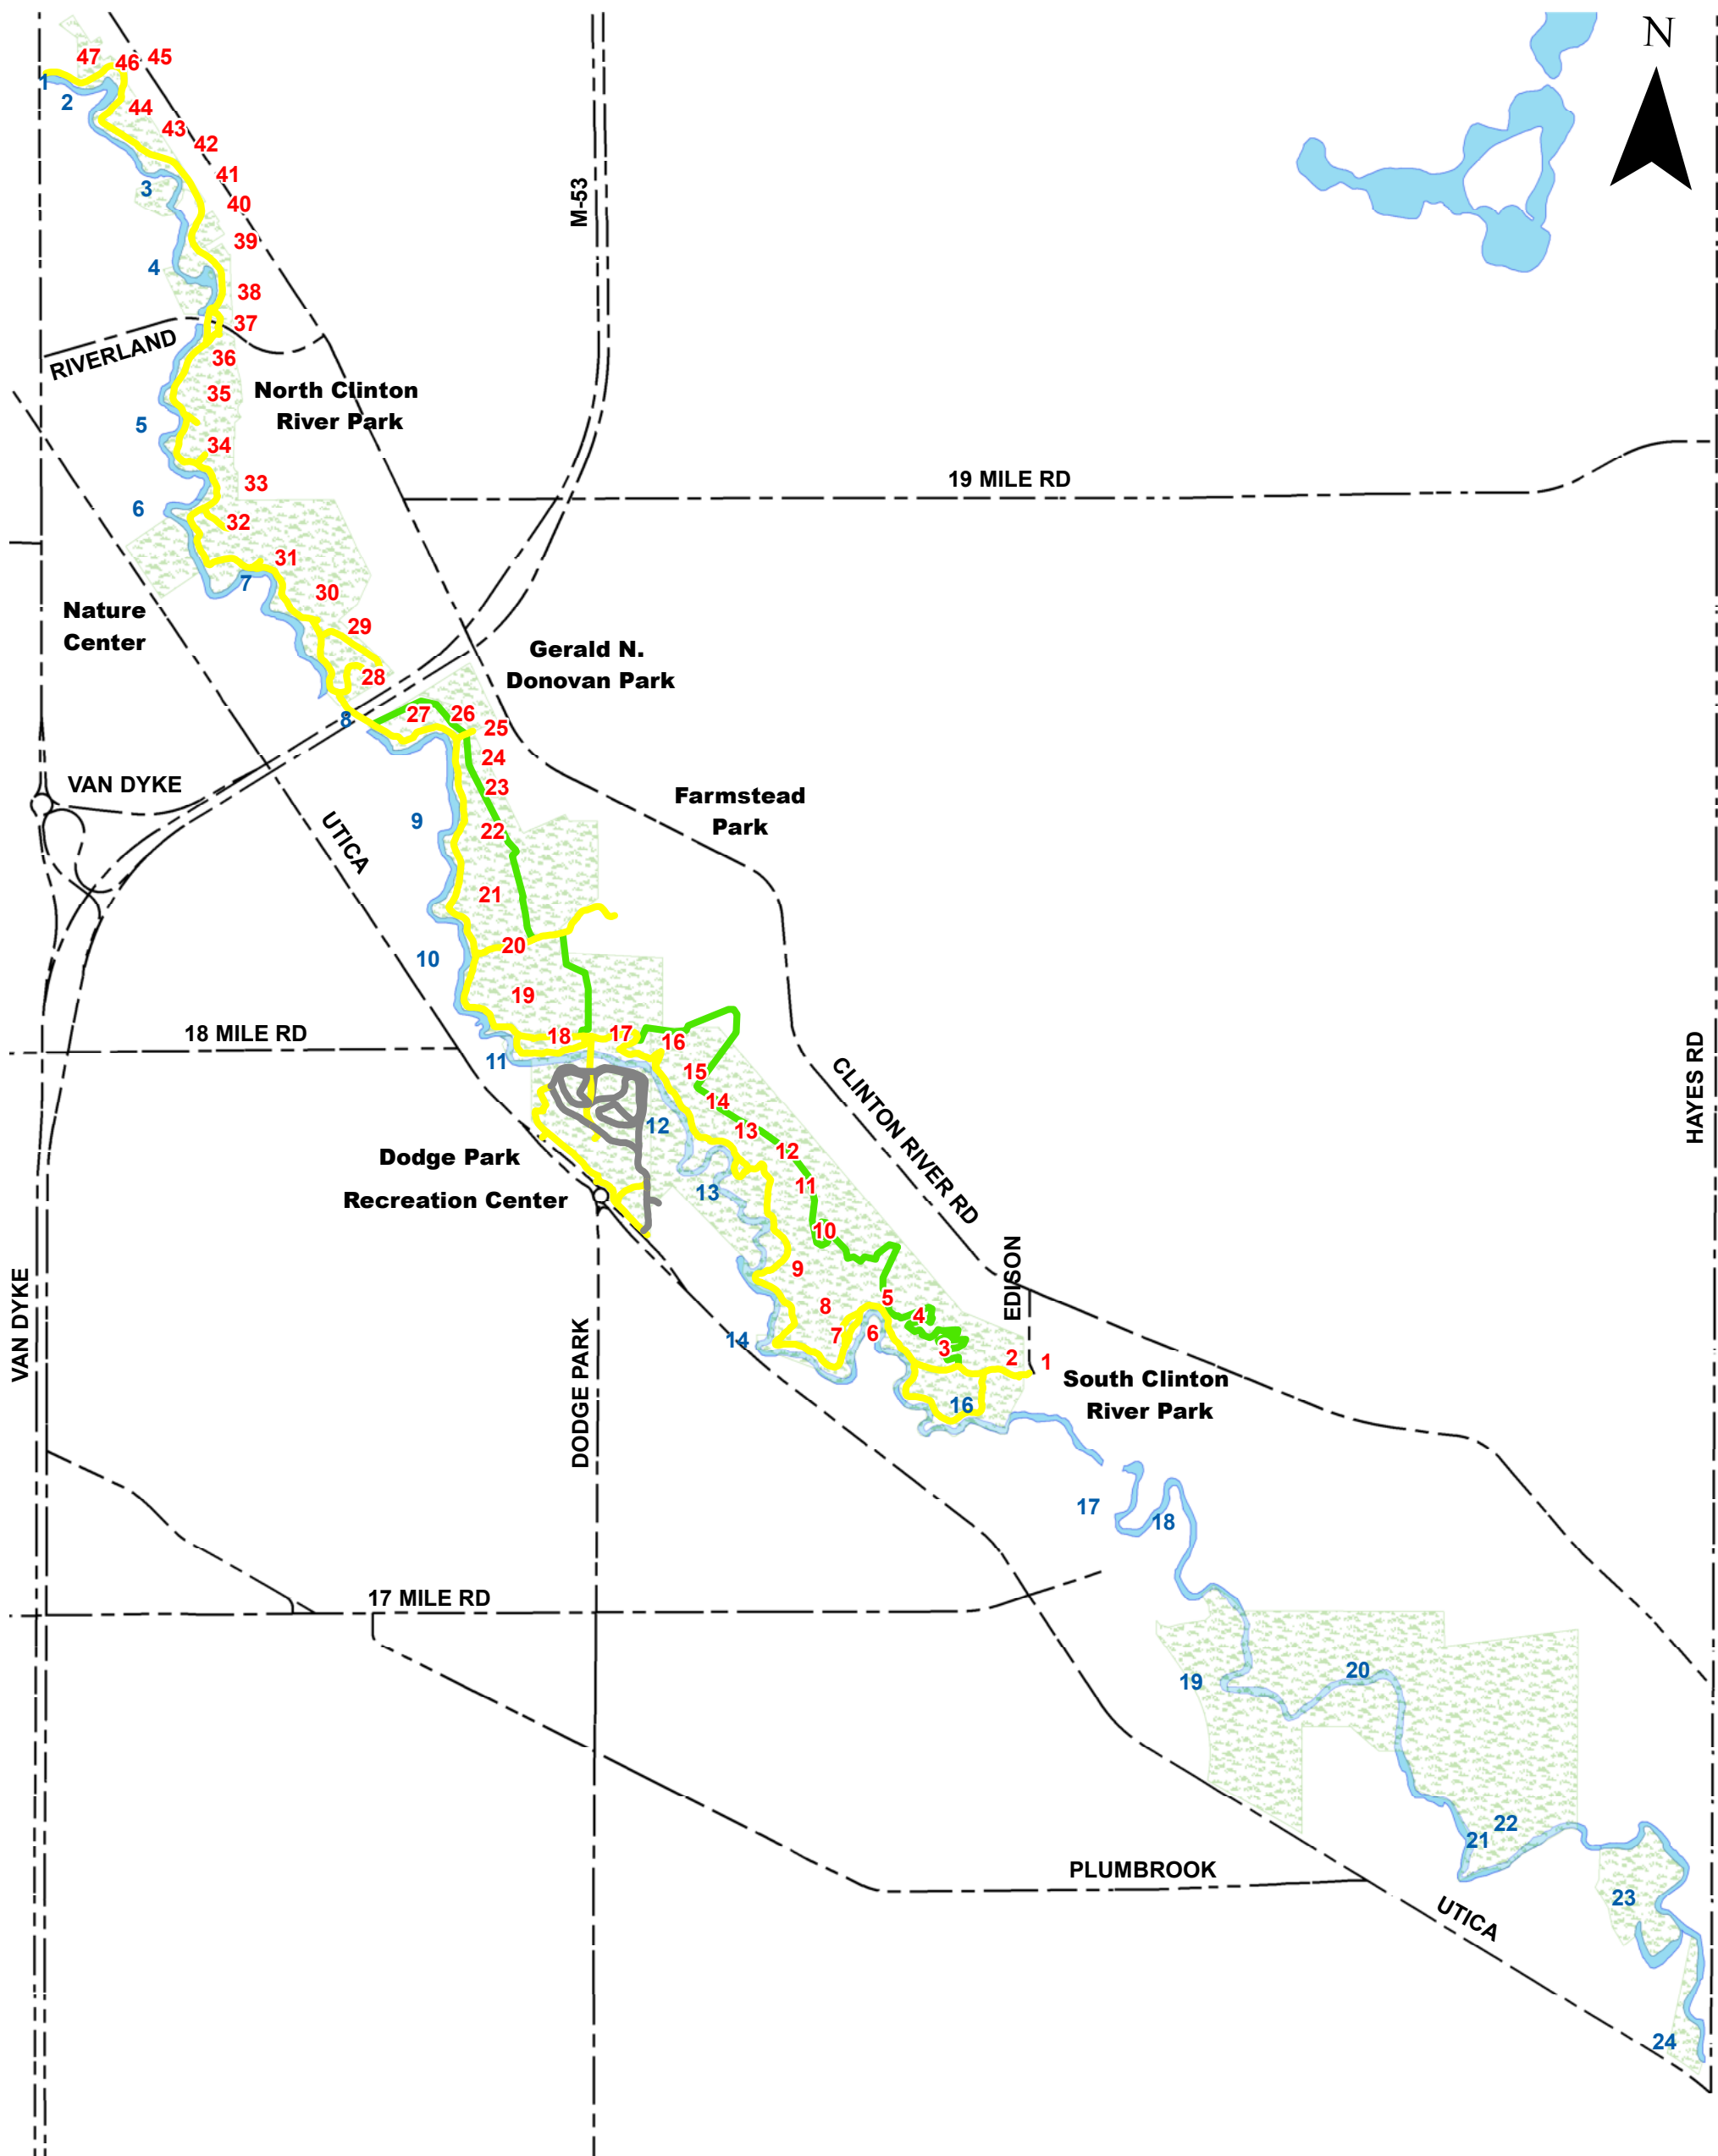 N
47
46
45
1
2
44
43
42
41
3
40
M-53
39
4
38
37
RIVERLAND
36
35
North Clinton
River Park
5
34
19 MILE RD
33
6
32
31
7
30
Nature
Center
29
Gerald N.
Donovan Park
28
8
27
26
25
24
VAN DYKE
23
Farmstead
Park
9
22
UTICA
21
20
10
19
18 MILE RD
18
17
16
11
15
14
CLINTON RIVER RD
HAYES RD
12
13
12
Dodge Park
Recreation Center
11
13
10
9
EDISON
5
8
4
7
6
14
3
2
1
South Clinton
River Park
VAN DYKE
DODGE PARK
16
17
18
17 MILE RD
20
19
22
21
PLUMBROOK
23
UTICA
24